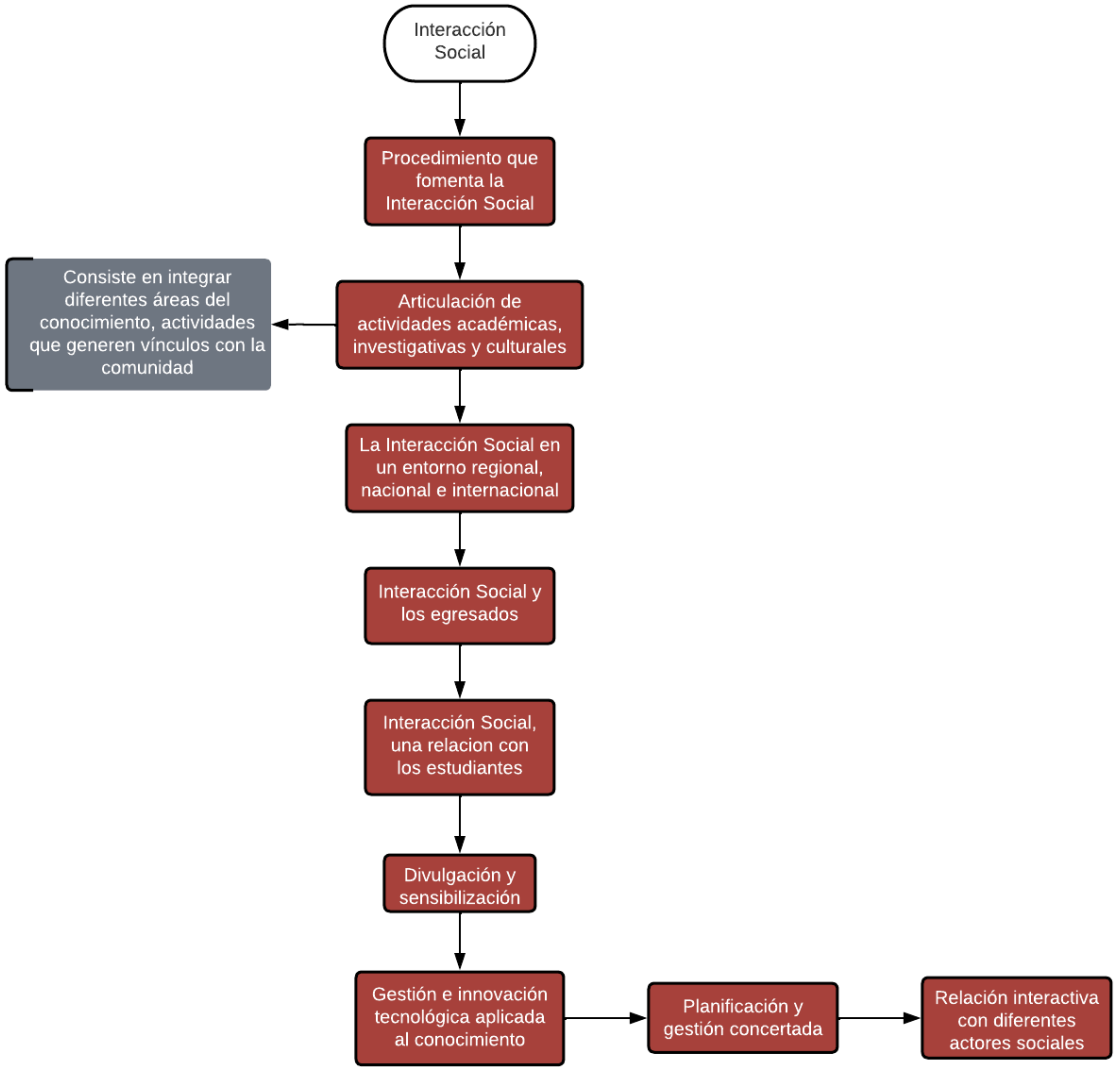 Interacción
Social
Procedimiento que
fomenta la
Interacción Social
Consiste en integrar
diferentes áreas del
conocimiento, actividades
que generen vínculos con la
comunidad
Articulación de
actividades académicas,
investigativas y culturales
La Interacción Social en
un entorno regional,
nacional e internacional
Interacción Social y
los egresados
Interacción Social,
una relacion con
los estudiantes
Divulgación y
sensibilización
Gestión e innovación
tecnológica aplicada
al conocimiento
Planificación y
gestión concertada
Relación interactiva
con diferentes
actores sociales